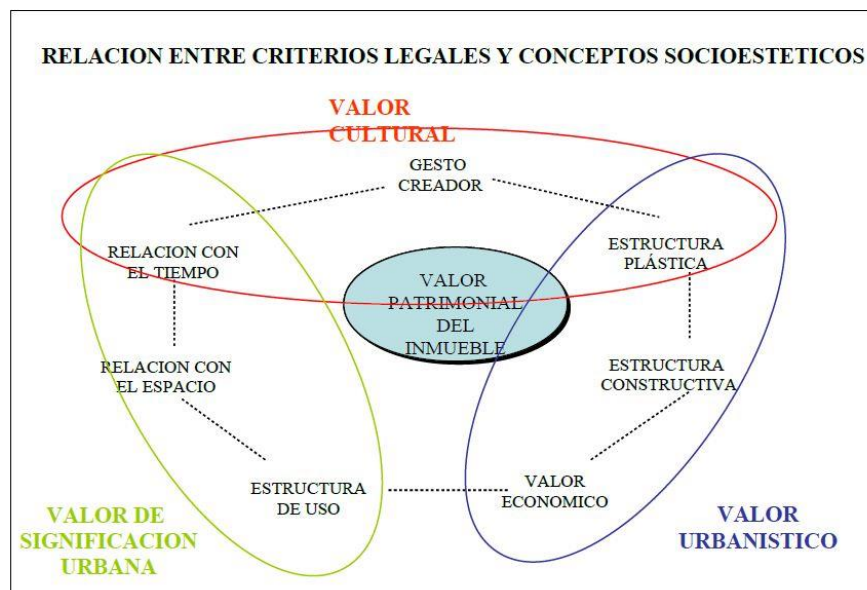 RELACION ENTRE CRITERIOS LEGALES Y CONCEPTOS SOCIOESTETICOS
VALOR
CULTURAL
GESTO
CREADOR
RELACION CON
EL TIEMPO
ESTRUCTURA
PLÁSTICA
VALOR
PATRIMONIAL
DEL
INMUEBLE
RELACION CON
EL ESPACIO
ESTRUCTURA
CONSTRUCTIVA
ESTRUCTURA
DE USO
VALOR
ECONOMICO
VALOR DE
SIGNIFICACION
URBANA
VALOR
URBANISTICO